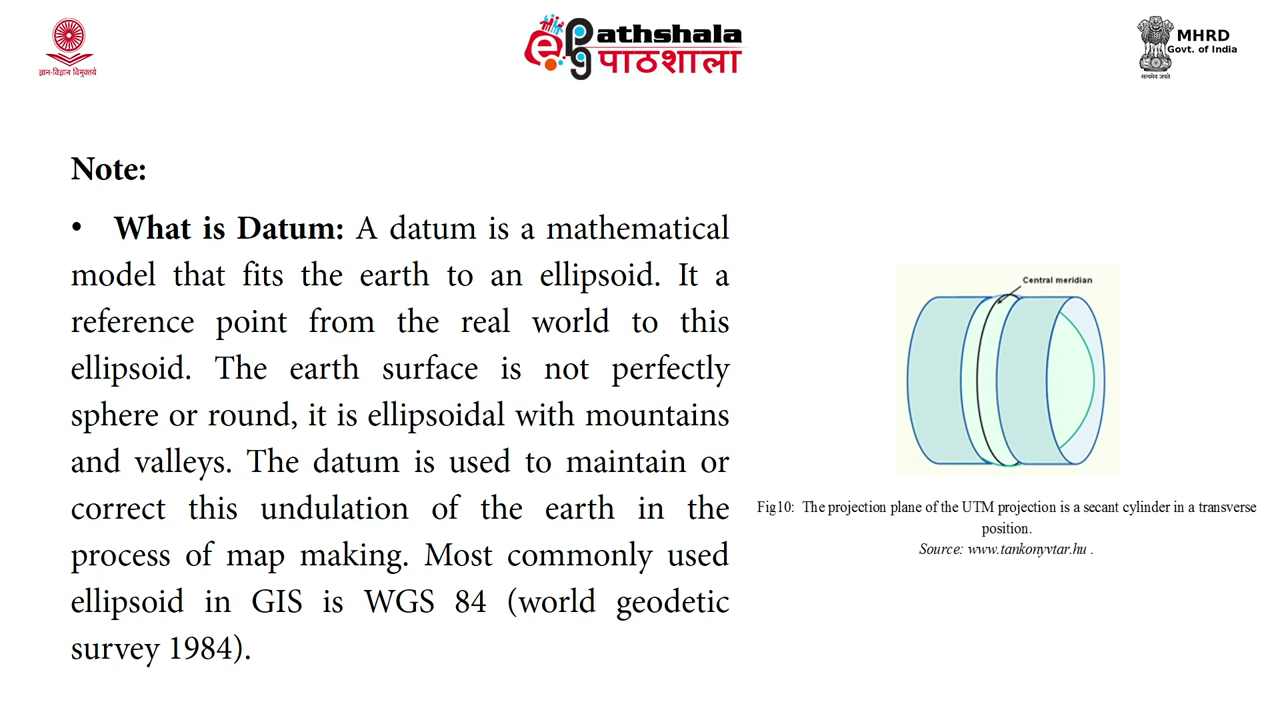 ज्ञान-विज्ञान विमुक्तये
epg athshala
पाठशाला
MHRD
Govt. of India
सत्यमेव जयते
Note:
• What is Datum: A datum is a mathematical
model that fits the earth to an ellipsoid. It a
reference point from the real world to this
ellipsoid. The earth surface is not perfectly
sphere or round, it is ellipsoidal with mountains
and valleys. The datum is used to maintain or
correct this undulation of the earth in the
process of map making. Most commonly used
ellipsoid in GIS is WGS 84 (world geodetic
survey 1984).
Central meridian
Fig10: The projection plane of the UTM projection is a secant cylinder in a transverse
position.
Source: www.tankonyvtar.hu .